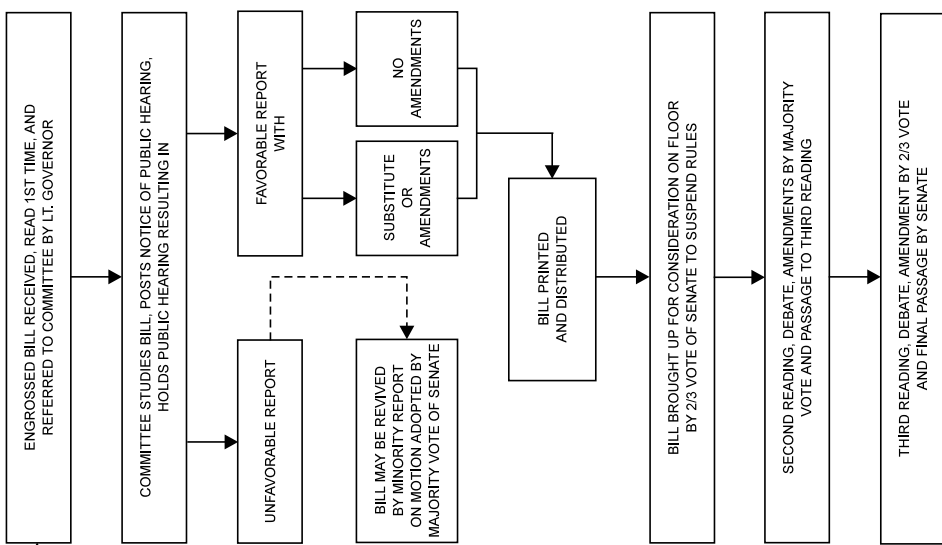 ENGROSSED BILL RECEIVED, READ 1ST TIME, AND
REFERRED TO COMMITTEE BY LT. GOVERNOR
COMMITTEE STUDIES BILL, POSTS NOTICE OF PUBLIC HEARING,
HOLDS PUBLIC HEARING RESULTING IN
UNFAVORABLE REPORT
FAVORABLE REPORT
WITH
BILL MAY BE REVIVED
BY MINORITY REPORT
ON MOTION ADOPTED BY
MAJORITY VOTE OF SENATE
SUBSTITUTE
OR
AMENDMENTS
NO
AMENDMENTS
BILL PRINTED
AND DISTRIBUTED
BILL BROUGHT UP FOR CONSIDERATION ON FLOOR
BY 2/3 VOTE OF SENATE TO SUSPEND RULES
SECOND READING, DEBATE, AMENDMENTS BY MAJORITY
VOTE AND PASSAGE TO THIRD READING
THIRD READING, DEBATE, AMENDMENT BY 2/3 VOTE
AND FINAL PASSAGE BY SENATE